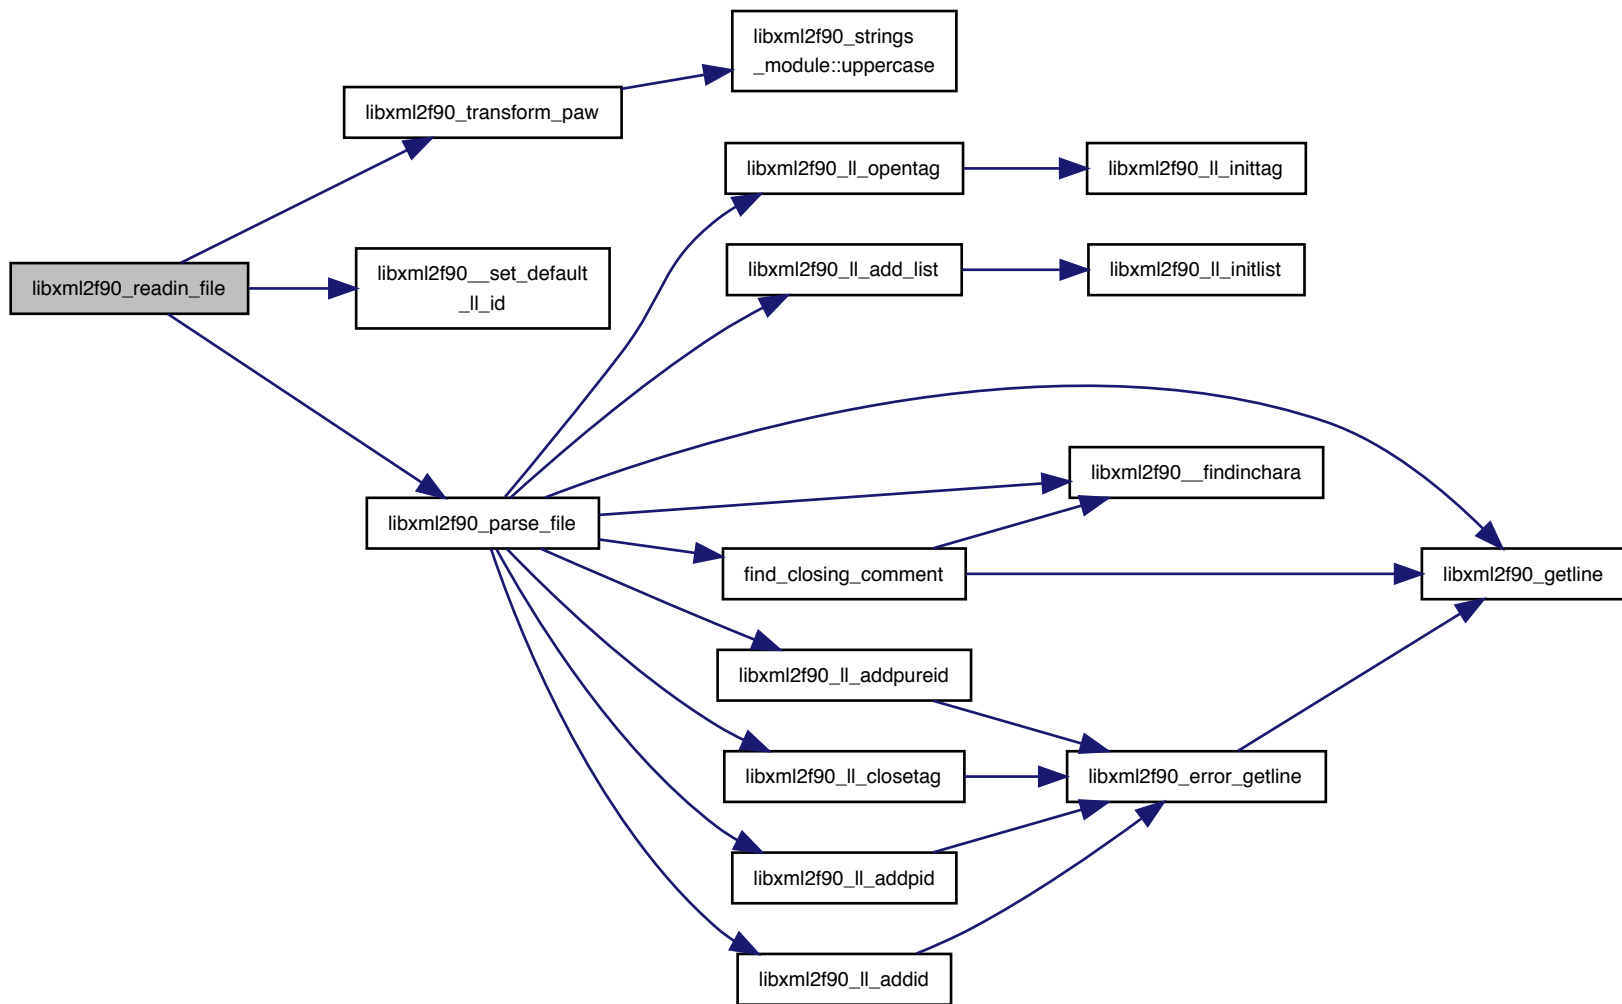 libxml2f90_strings
_module::uppercase
libxml2f90_transform_paw
libxml2f90_ll_opentag
libxml2f90_ll_inittag
libxml2f90_readin_file
libxml2f90__set_default
_ll_id
libxml2f90_ll_add_list
libxml2f90_ll_initlist
libxml2f90__findinchara
libxml2f90_parse_file
find_closing_comment
libxml2f90_getline
libxml2f90_ll_addpureid
libxml2f90_ll_closetag
libxml2f90_error_getline
libxml2f90_ll_addpid
libxml2f90_ll_addid